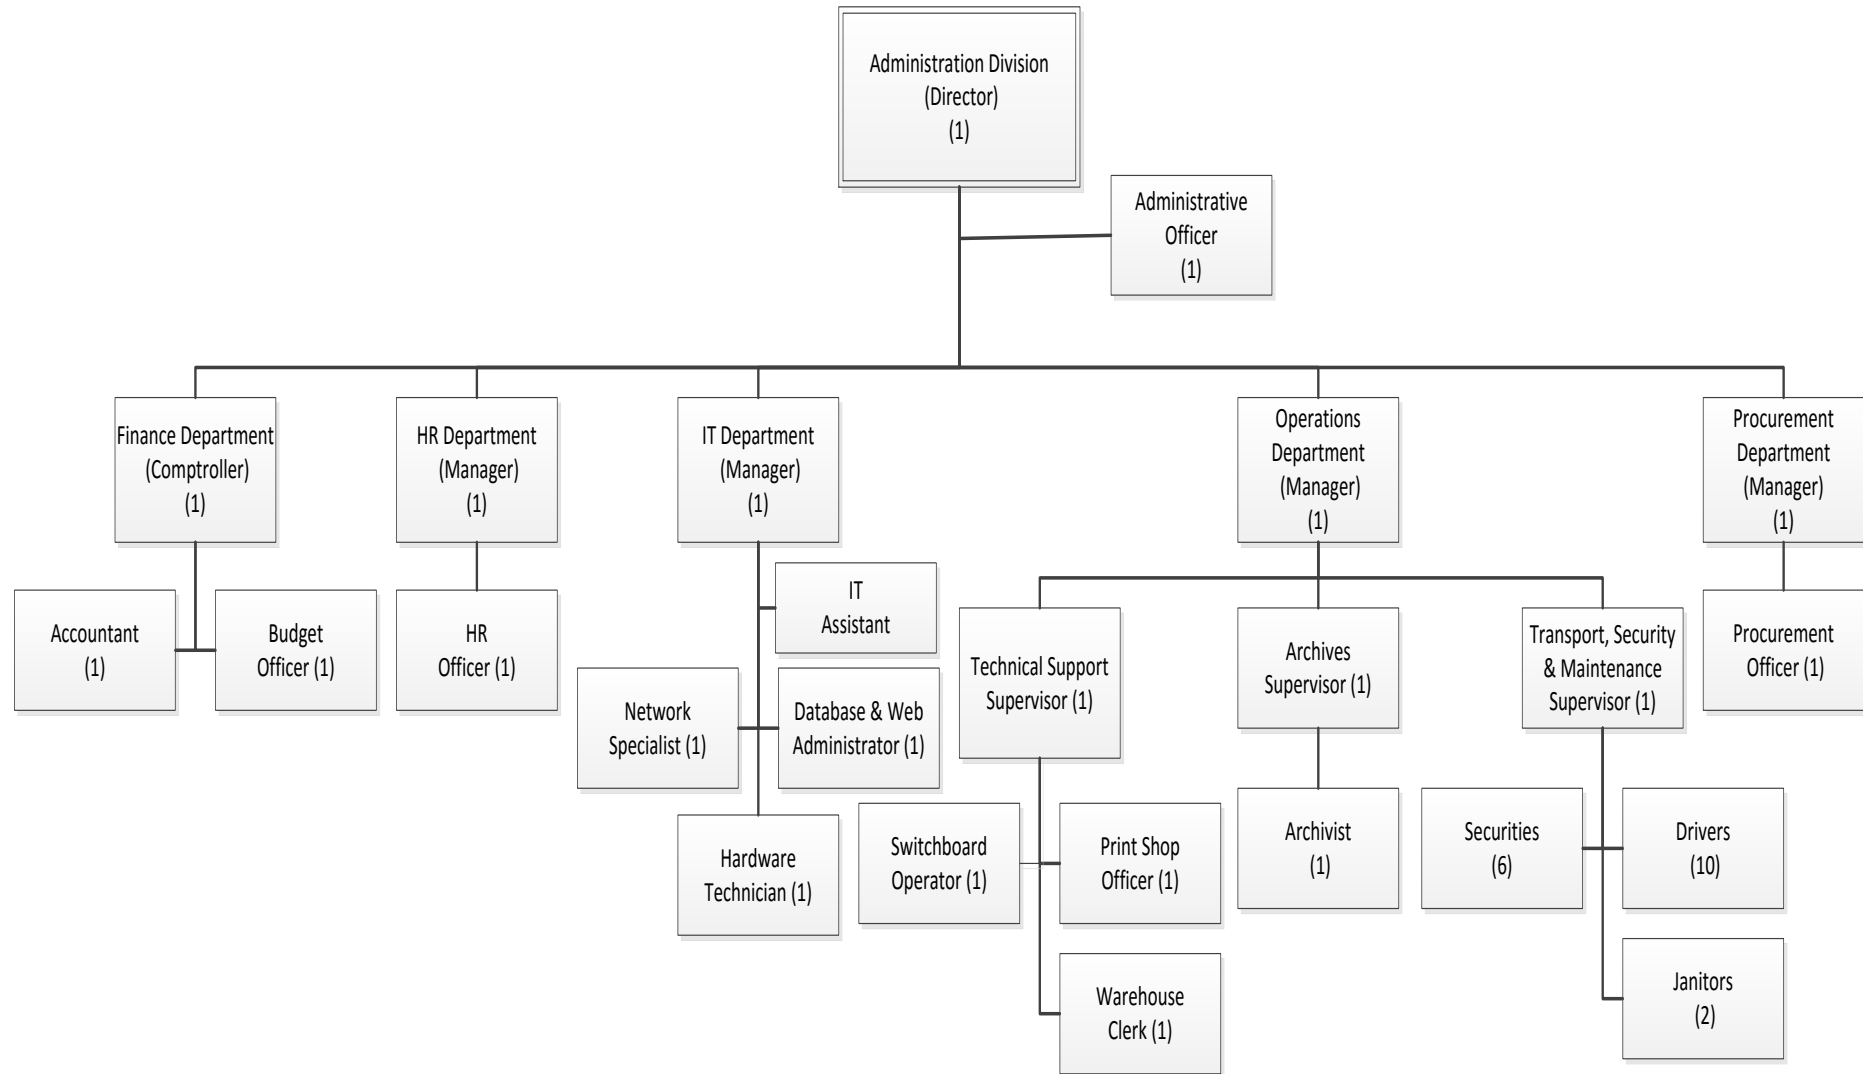 Administration Division
(Director)
(1)
Administrative
Officer
(1)
Finance Department
(Comptroller)
(1)
HR Department
(Manager)
(1)
IT Department
(Manager)
(1)
Operations
Department
(Manager)
(1)
Procurement
Department
(Manager)
(1)
Accountant
(1)
Budget
Officer (1)
HR
Officer (1)
IT
Assistant
Network
Specialist (1)
Database & Web
Administrator (1)
Hardware
Technician (1)
Technical Support
Supervisor (1)
Archives
Supervisor (1)
Transport, Security
& Maintenance
Supervisor (1)
Procurement
Officer (1)
Switchboard
Operator (1)
Print Shop
Officer (1)
Warehouse
Clerk (1)
Archivist
(1)
Securities
(6)
Drivers
(10)
Janitors
(2)